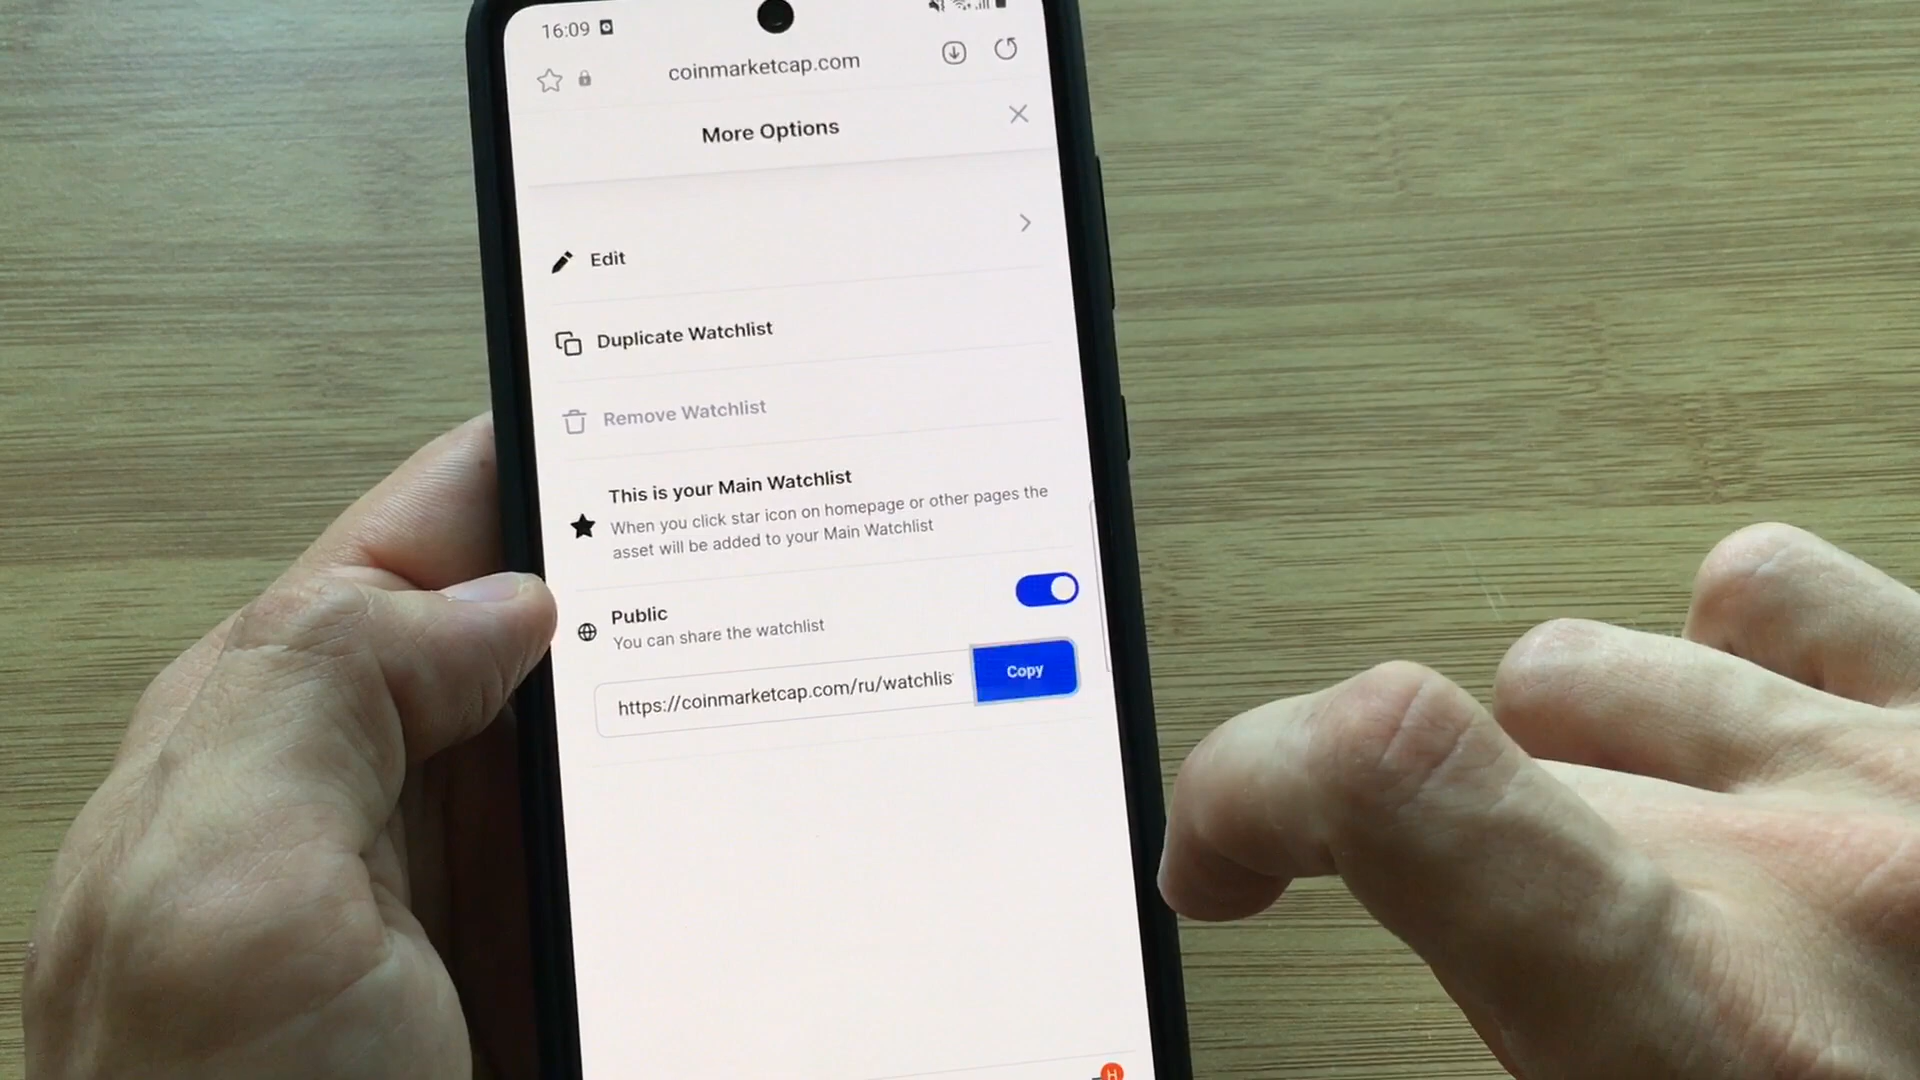 16:09
coinmarketcap.com
More Options
Edit
Duplicate Watchlist
Remove Watchlist
This is your Main Watchlist
When you click star icon on homepage or other pages the
asset will be added to your Main Watchlist
Public
You can share the watchlist
https://coinmarketcap.com/ru/watchlis
Copy
H